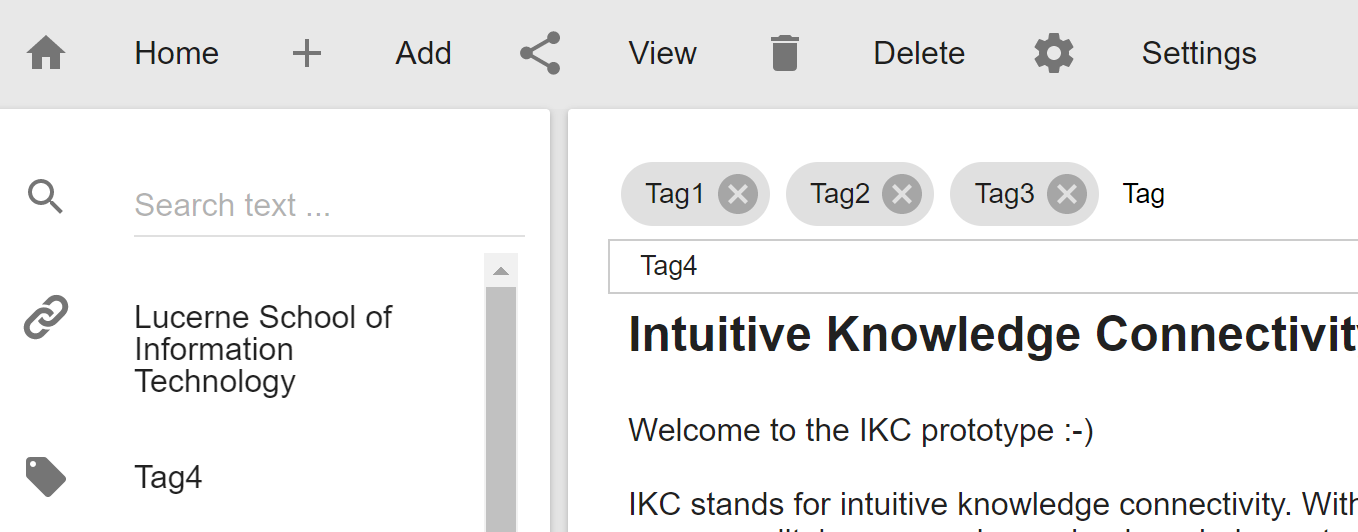 Home Add View Delete Settings
Search text ...
Lucerne School of
Information
Technology
Tag4
Tag1 Tag2 Tag3 Tag
Tag4
Intuitive Knowledge Connectivit
Welcome to the IKC prototype :-)
IKC stands for intuitive knowledge connectivity. With